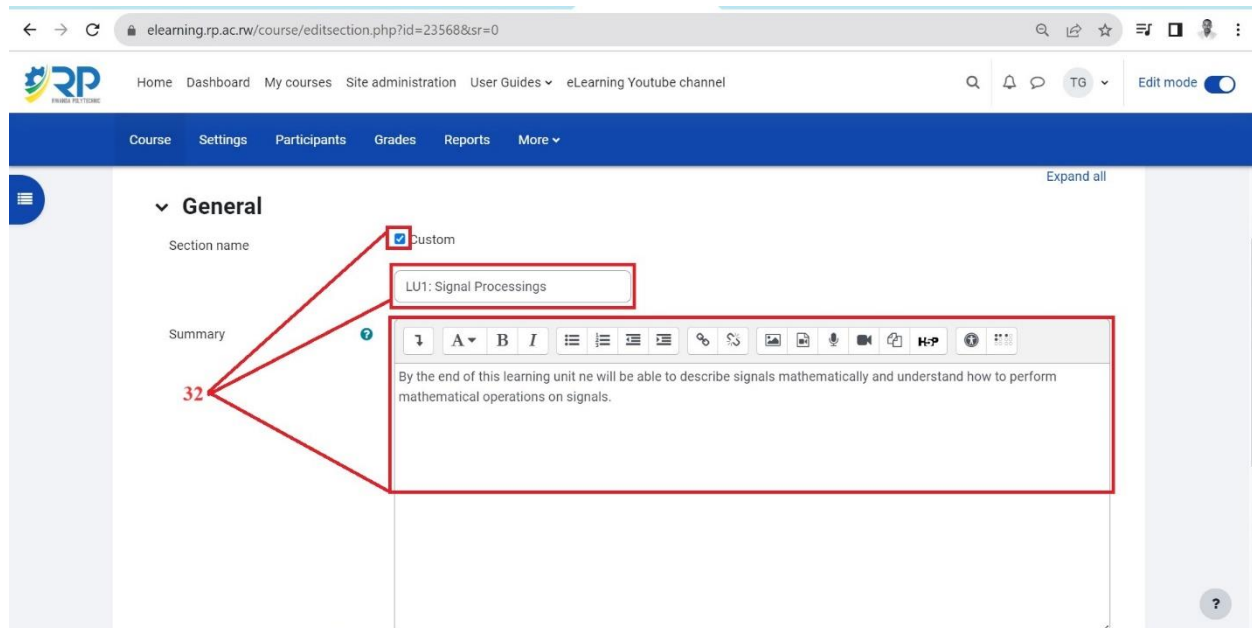 elearning.rp.ac.rw/course/editsection.php?id=23568&sr=0
RP
RWANDA POLYTECHNIC
Home Dashboard My courses Site administration User Guides eLearning Youtube channel TG Edit mode
Course Settings Participants Grades Reports More
Expand all
General
Section name Custom
LU1: Signal Processings
Summary ? A B I H-P
By the end of this learning unit ne will be able to describe signals mathematically and understand how to perform
mathematical operations on signals.
32
?